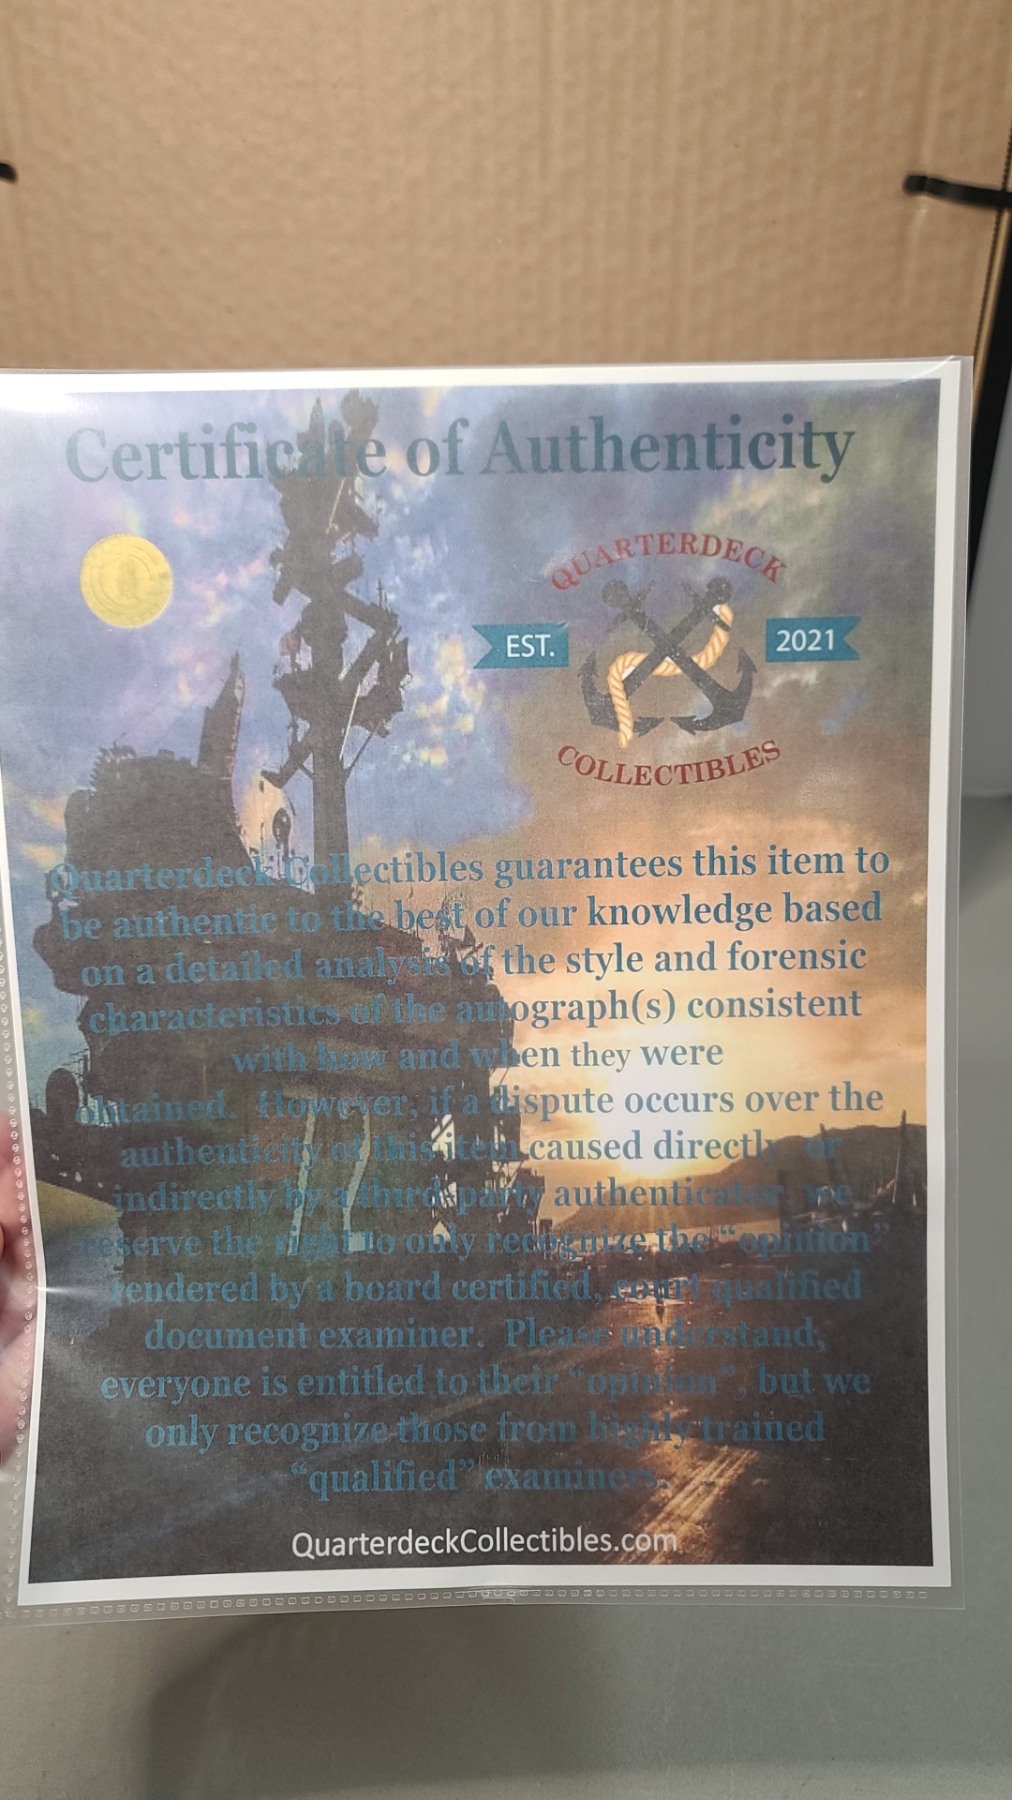 Certificate of Authenticity
QUARTERDECK
EST.
2021
COLLECTIBLES
Quarterdeck Collectibles guarantees this item to
be authentic to the best of our knowledge based
on a detailed analysis of the style and forensic
characteristics of the autograph(s) consistent
with how and when they were
obtained. However, if a dispute occurs over the
authenticity of this item caused directly or
indirectly by a third-party authenticator, we
reserve the right to only recognize the “opinion”
rendered by a board certified, court qualified
document examiner. Please understand,
everyone is entitled to their “opinion”, but we
only recognize those from highly trained
“qualified” examiners.
QuarterdeckCollectibles.com